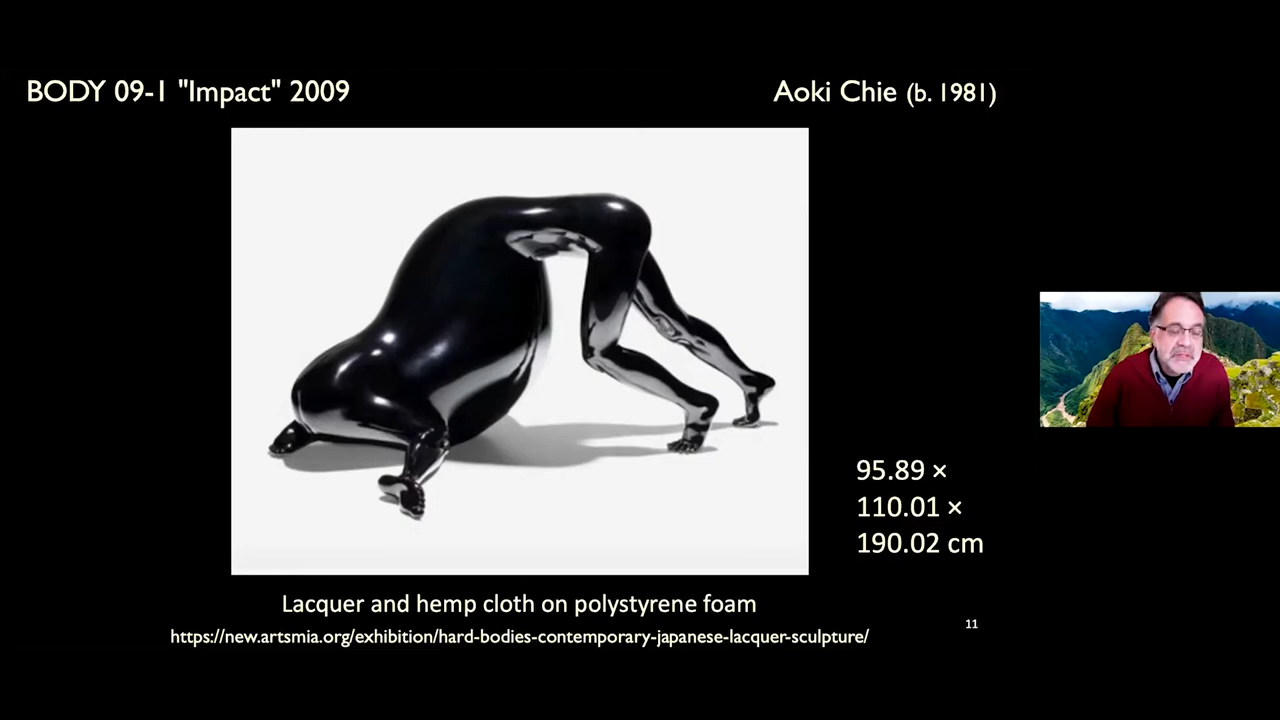 BODY 09-1 "Impact" 2009
Aoki Chie (b. 1981)
95.89 ×
110.01 ×
190.02 cm
Lacquer and hemp cloth on polystyrene foam
https://new.artsmia.org/exhibition/hard-bodies-contemporary-japanese-lacquer-sculpture/
11